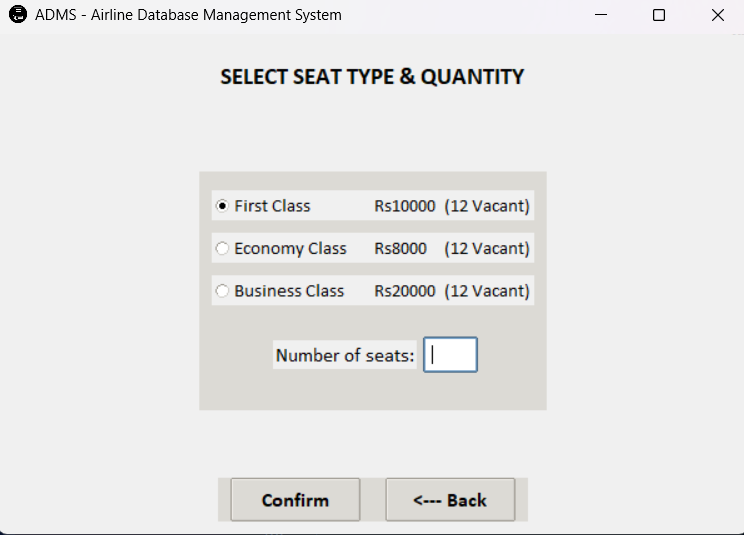 ADMS - Airline Database Management System
SELECT SEAT TYPE & QUANTITY
First Class Rs10000 (12 Vacant)
Economy Class Rs8000 (12 Vacant)
Business Class Rs20000 (12 Vacant)
Number of seats:
Confirm <--- Back